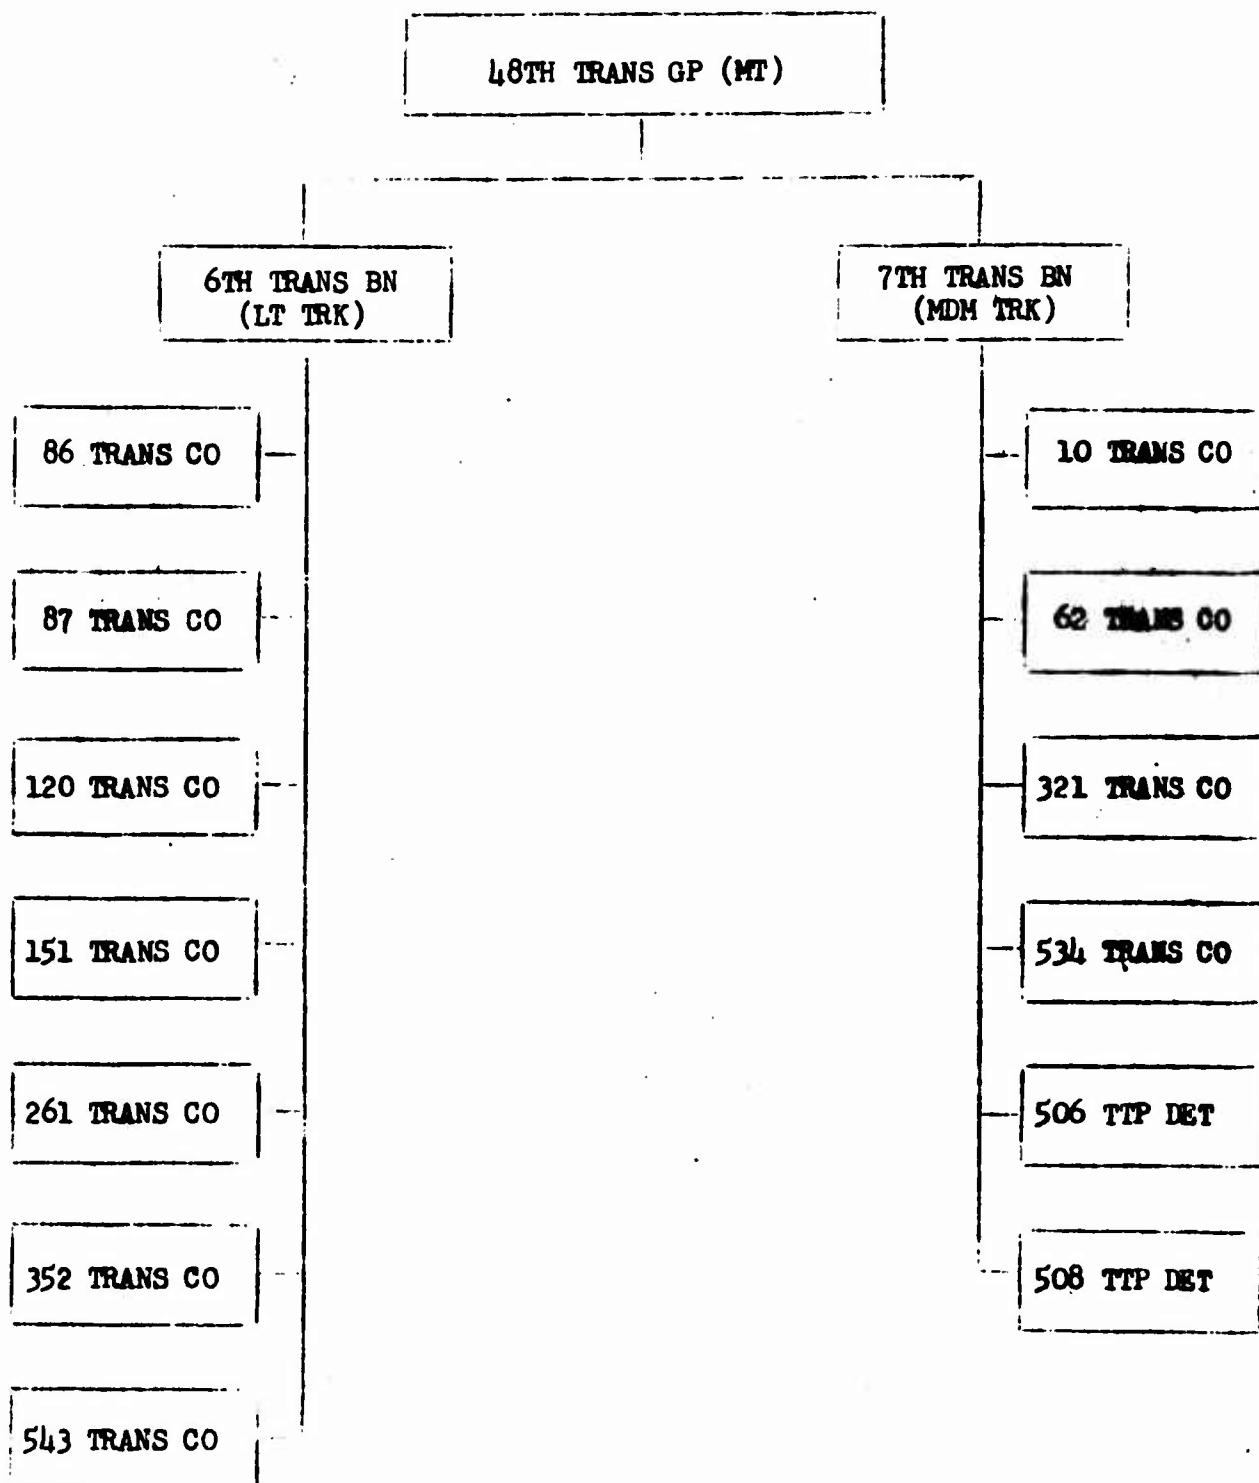 48TH TRANS GP (MT)
6TH TRANS BN
(LT TRK)
7TH TRANS BN
(MDM TRK)
86 TRANS CO
87 TRANS CO
120 TRANS CO
151 TRANS CO
261 TRANS CO
352 TRANS CO
543 TRANS CO
10 TRANS CO
62 TRANS CO
321 TRANS CO
534 TRANS CO
506 TTP DET
508 TTP DET